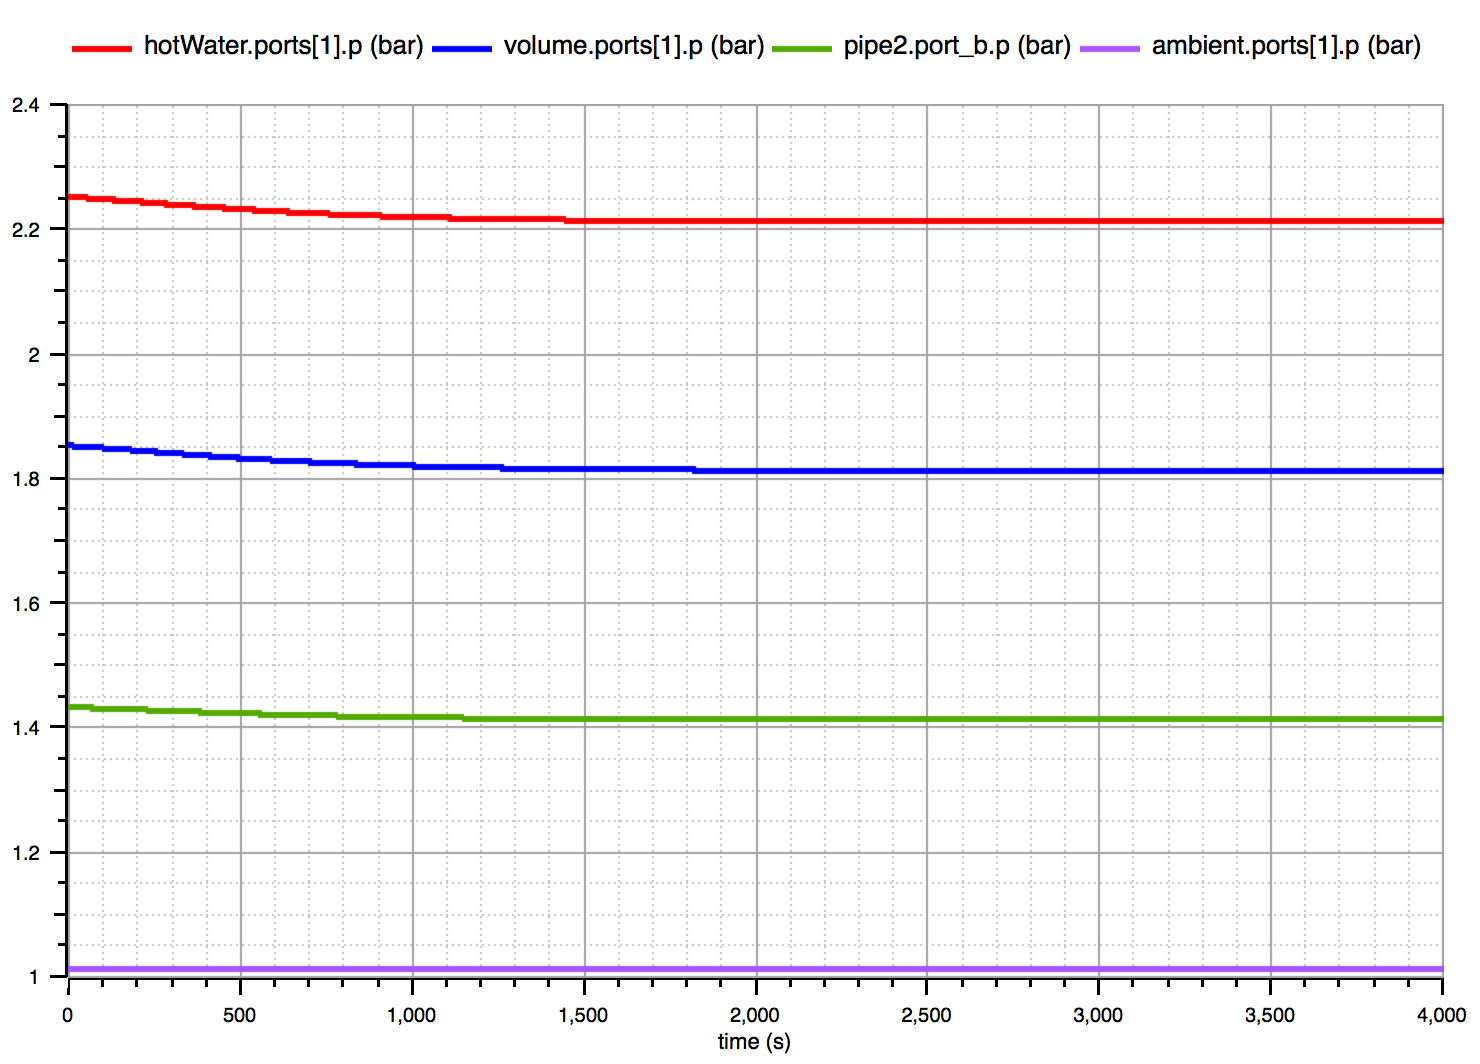 hotWater.ports[1].p (bar) volume.ports[1].p (bar) pipe2.port_b.p (bar) ambient.ports[1].p (bar)
2.4
2.2
2
1.8
1.6
1.4
1.2
1
0 500 1,000 1,500 2,000 2,500 3,000 3,500 4,000
time (s)